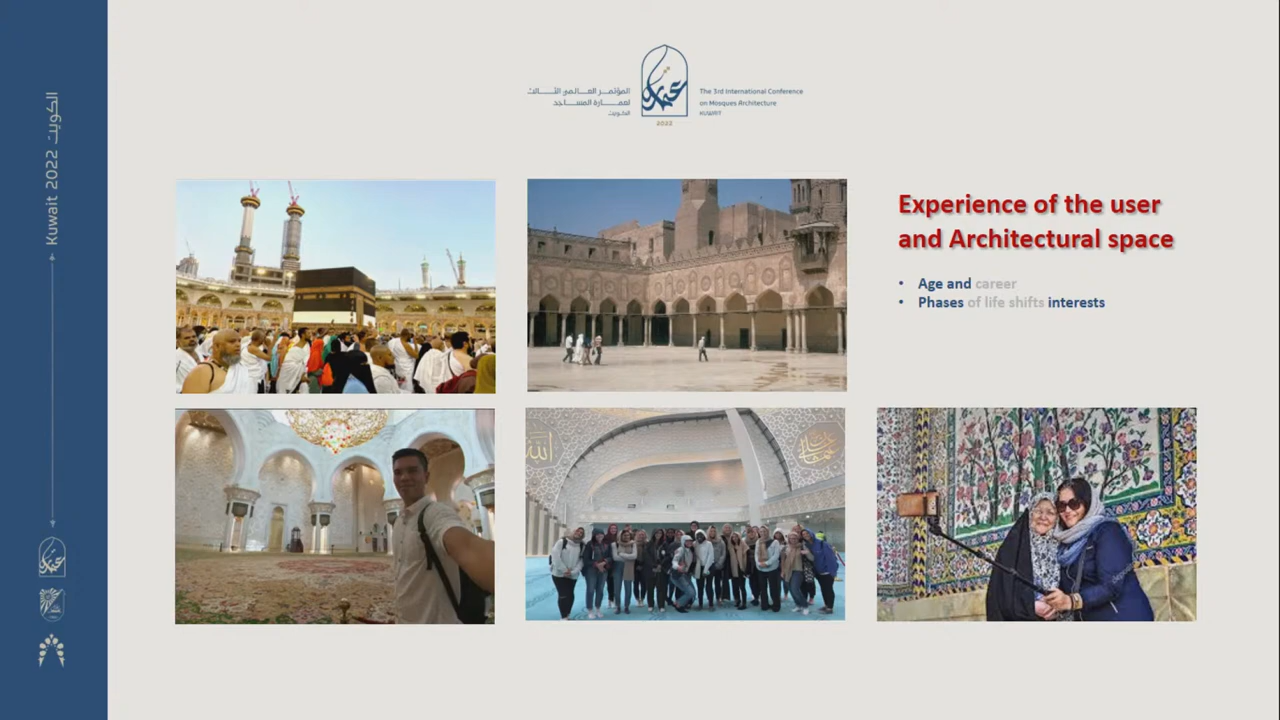 الكويت Kuwait 2022
المؤتمر العالمي الثالث
لعمارة المساجد
الكويت
The 3rd International Conference
on Mosques Architecture
KUWAIT
2022
Experience of the user
and Architectural space
• Age and career
• Phases of life shifts interests
الله